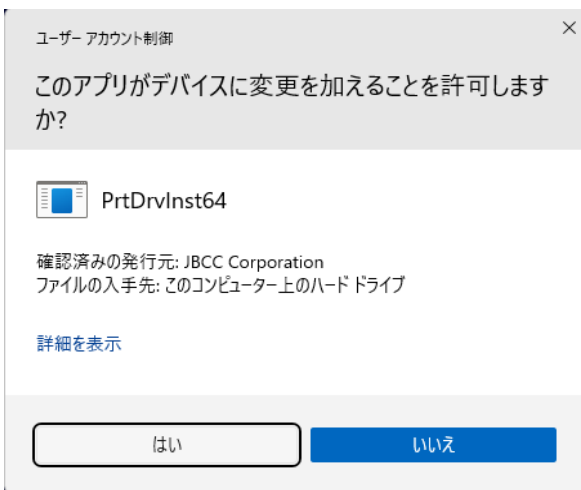 ユーザー アカウント制御
このアプリがデバイスに変更を加えることを許可します
か?
PrtDrvInst64
確認済みの発行元: JBCC Corporation
ファイルの入手先: このコンピューター上のハード ドライブ
詳細を表示
はい
いいえ